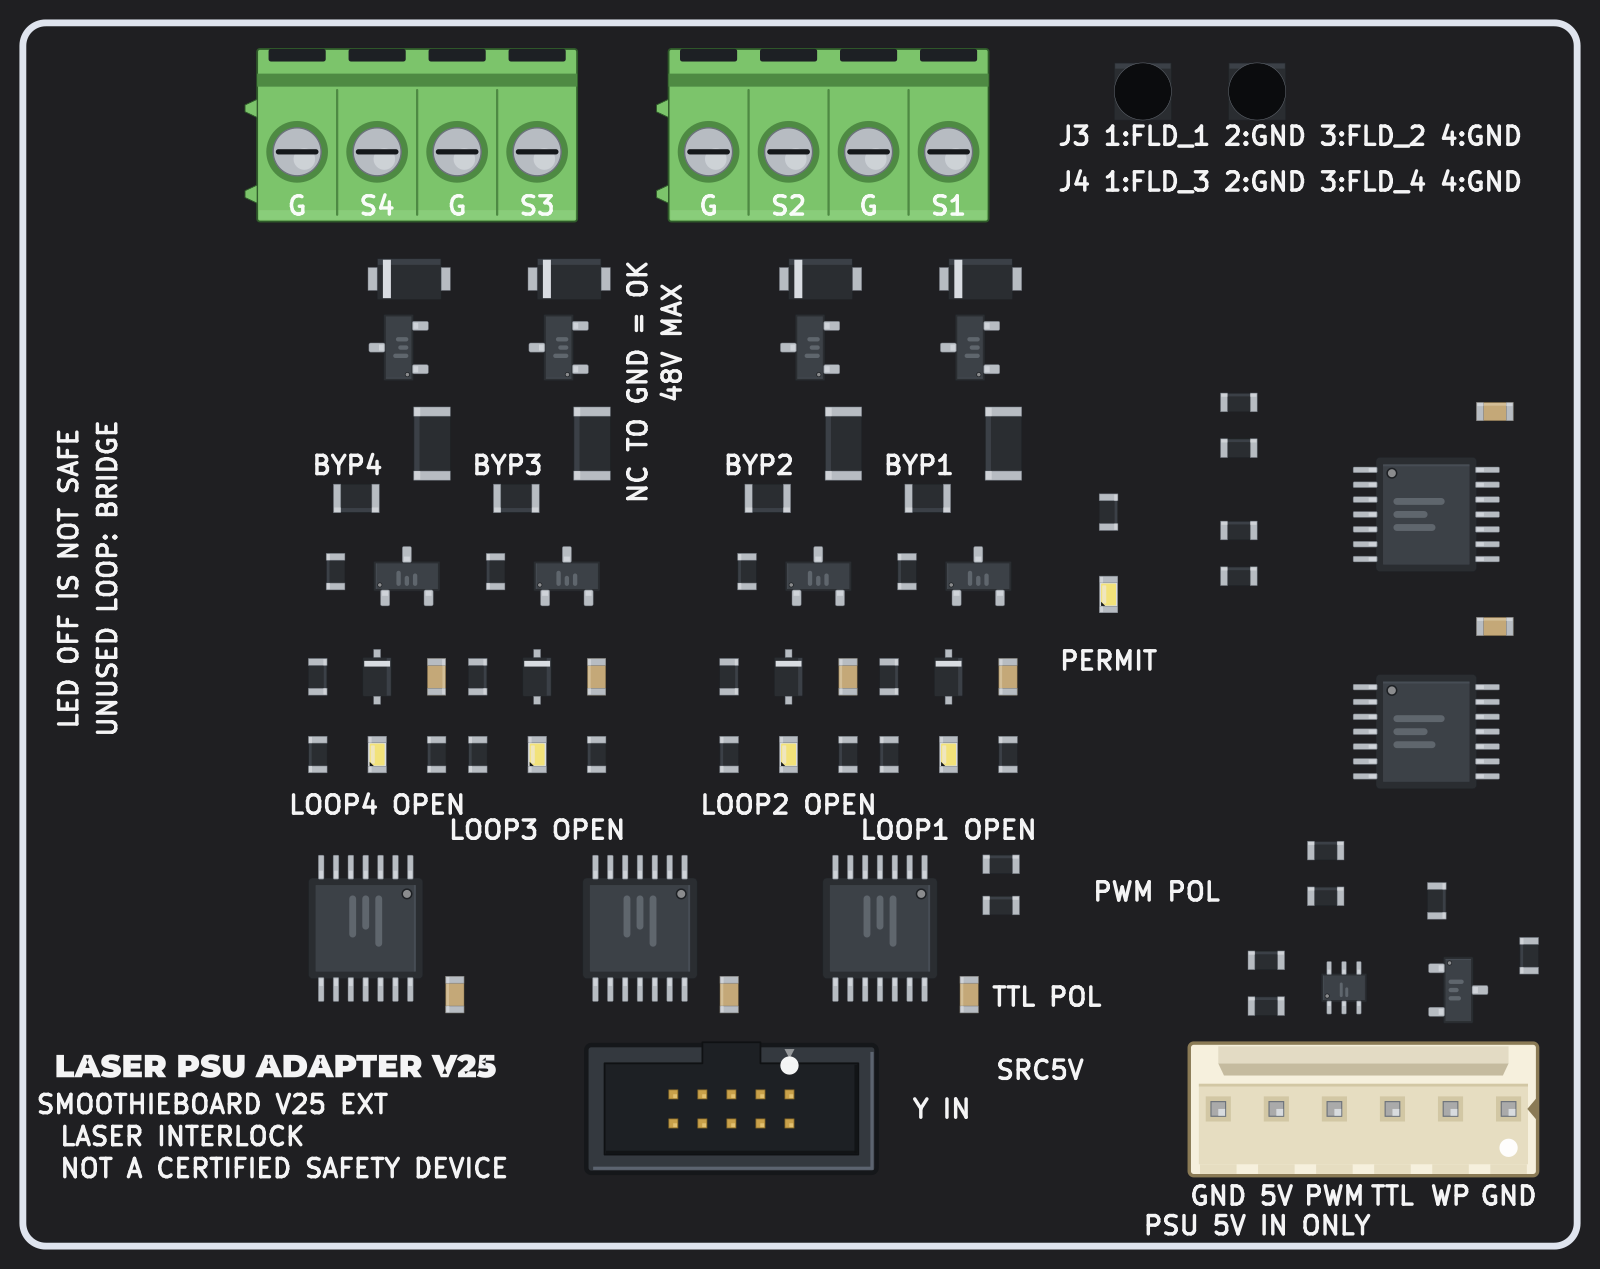 J3 1:FLD_1 2:GND 3:FLD_2 4:GND
J4 1:FLD_3 2:GND 3:FLD_4 4:GND
G S4 G S3
G S2 G S1
NC TO GND = OK
48V MAX
LED OFF IS NOT SAFE
UNUSED LOOP: BRIDGE
BYP4
BYP3
BYP2
BYP1
PERMIT
LOOP4 OPEN
LOOP3 OPEN
LOOP2 OPEN
LOOP1 OPEN
PWM POL
TTL POL
SRC5V
Y IN
LASER PSU ADAPTER V25
SMOOTHIEBOARD V25 EXT
LASER INTERLOCK
NOT A CERTIFIED SAFETY DEVICE
GND 5V PWM TTL WP GND
PSU 5V IN ONLY